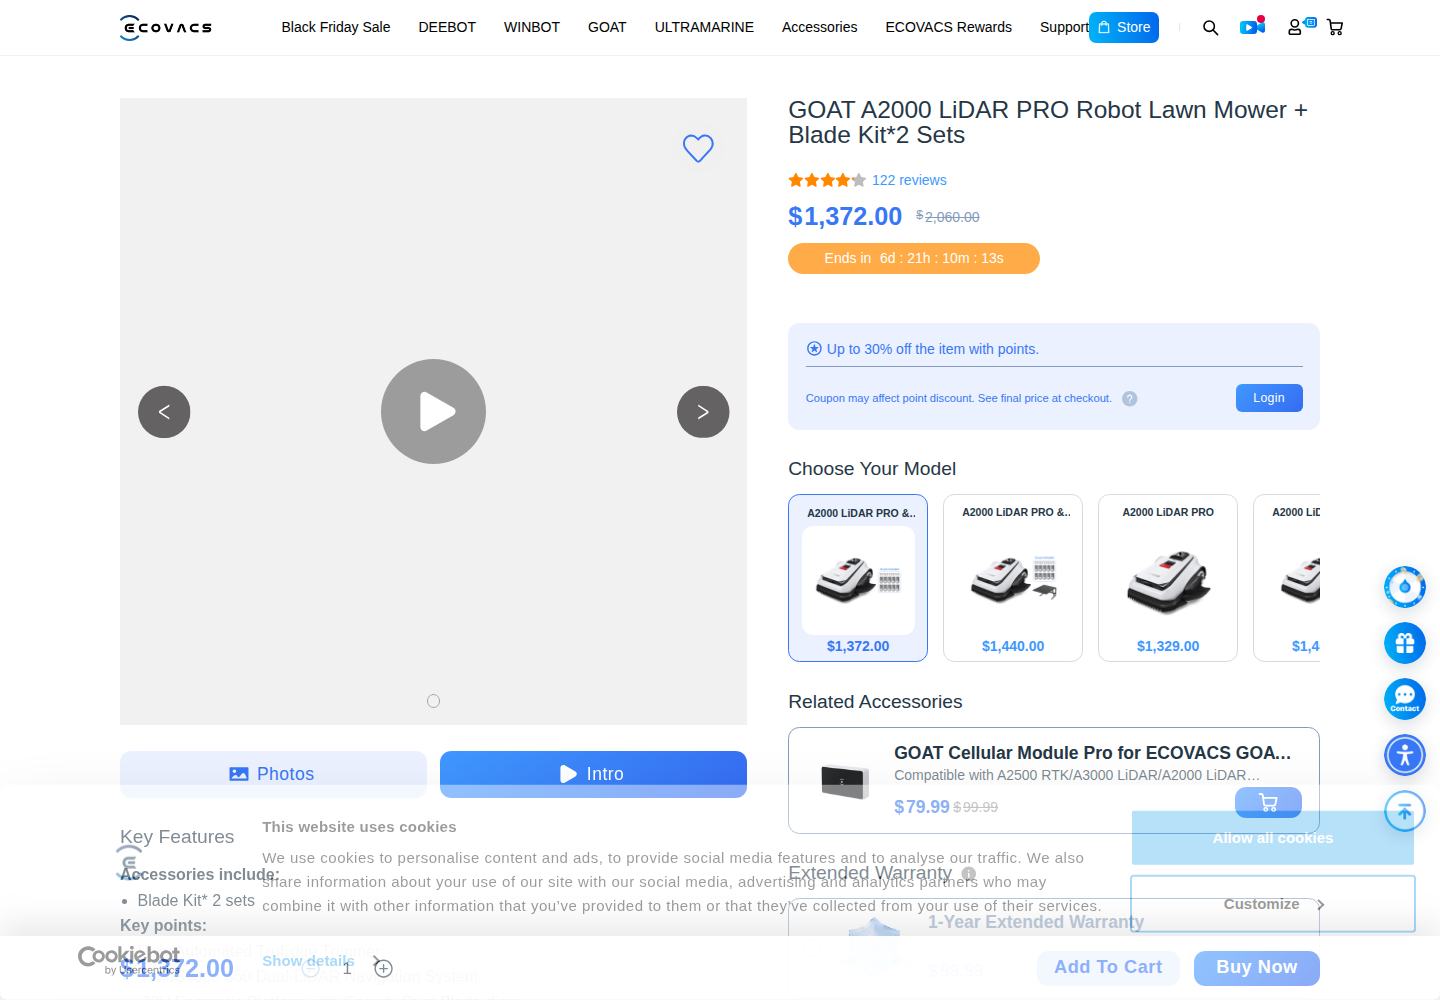 ECOVACS
Black Friday Sale
DEEBOT
WINBOT
GOAT
ULTRAMARINE
Accessories
ECOVACS Rewards
Support
Store
GOAT A2000 LiDAR PRO Robot Lawn Mower +
Blade Kit*2 Sets
122 reviews
$1,372.00 $2,060.00
Ends in 6d : 21h : 10m : 13s
Up to 30% off the item with points.
Coupon may affect point discount. See final price at checkout. ?
Login
Choose Your Model
A2000 LiDAR PRO &..
$1,372.00
A2000 LiDAR PRO &..
$1,440.00
A2000 LiDAR PRO
$1,329.00
A2000 LiD
$1,4
Contact
Related Accessories
GOAT Cellular Module Pro for ECOVACS GOA...
Compatible with A2500 RTK/A3000 LiDAR/A2000 LiDAR...
$79.99 $99.99
Photos
Intro
Key Features
Accessories include:
Blade Kit* 2 sets
Key points:
This website uses cookies
We use cookies to personalise content and ads, to provide social media features and to analyse our traffic. We also
share information about your use of our site with our social media, advertising and analytics partners who may
combine it with other information that you've provided to them or that they've collected from your use of their services.
Show details
Allow all cookies
Customize
Extended Warranty
1-Year Extended Warranty
Cookiebot
by Usercentrics
$1,372.00
1
Add To Cart
Buy Now